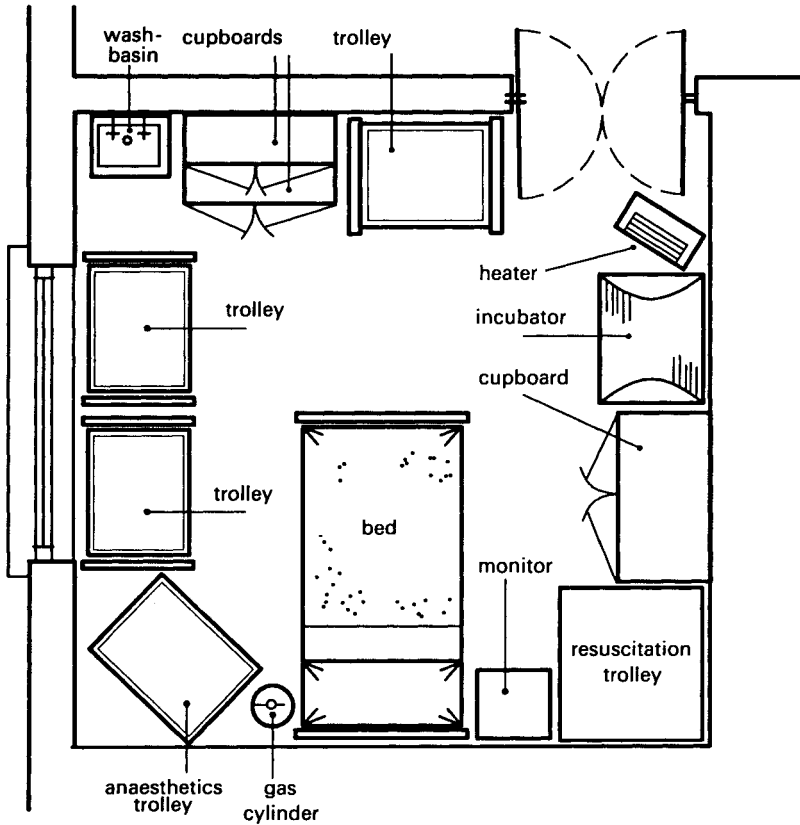 wash-
basin
cupboards
trolley
heater
trolley
incubator
cupboard
trolley
bed
monitor
resuscitation
trolley
anaesthetics
trolley
gas
cylinder